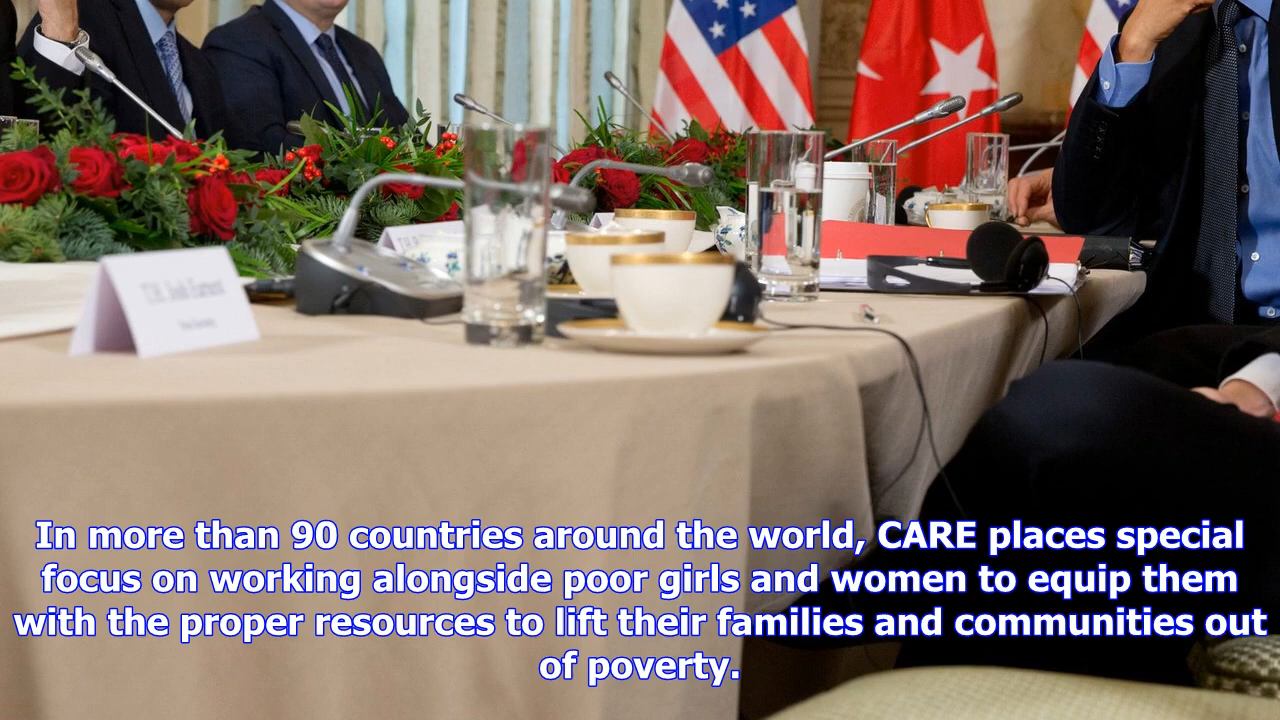 In more than 90 countries around the world, CARE places special
focus on working alongside poor girls and women to equip them
with the proper resources to lift their families and communities out
of poverty.